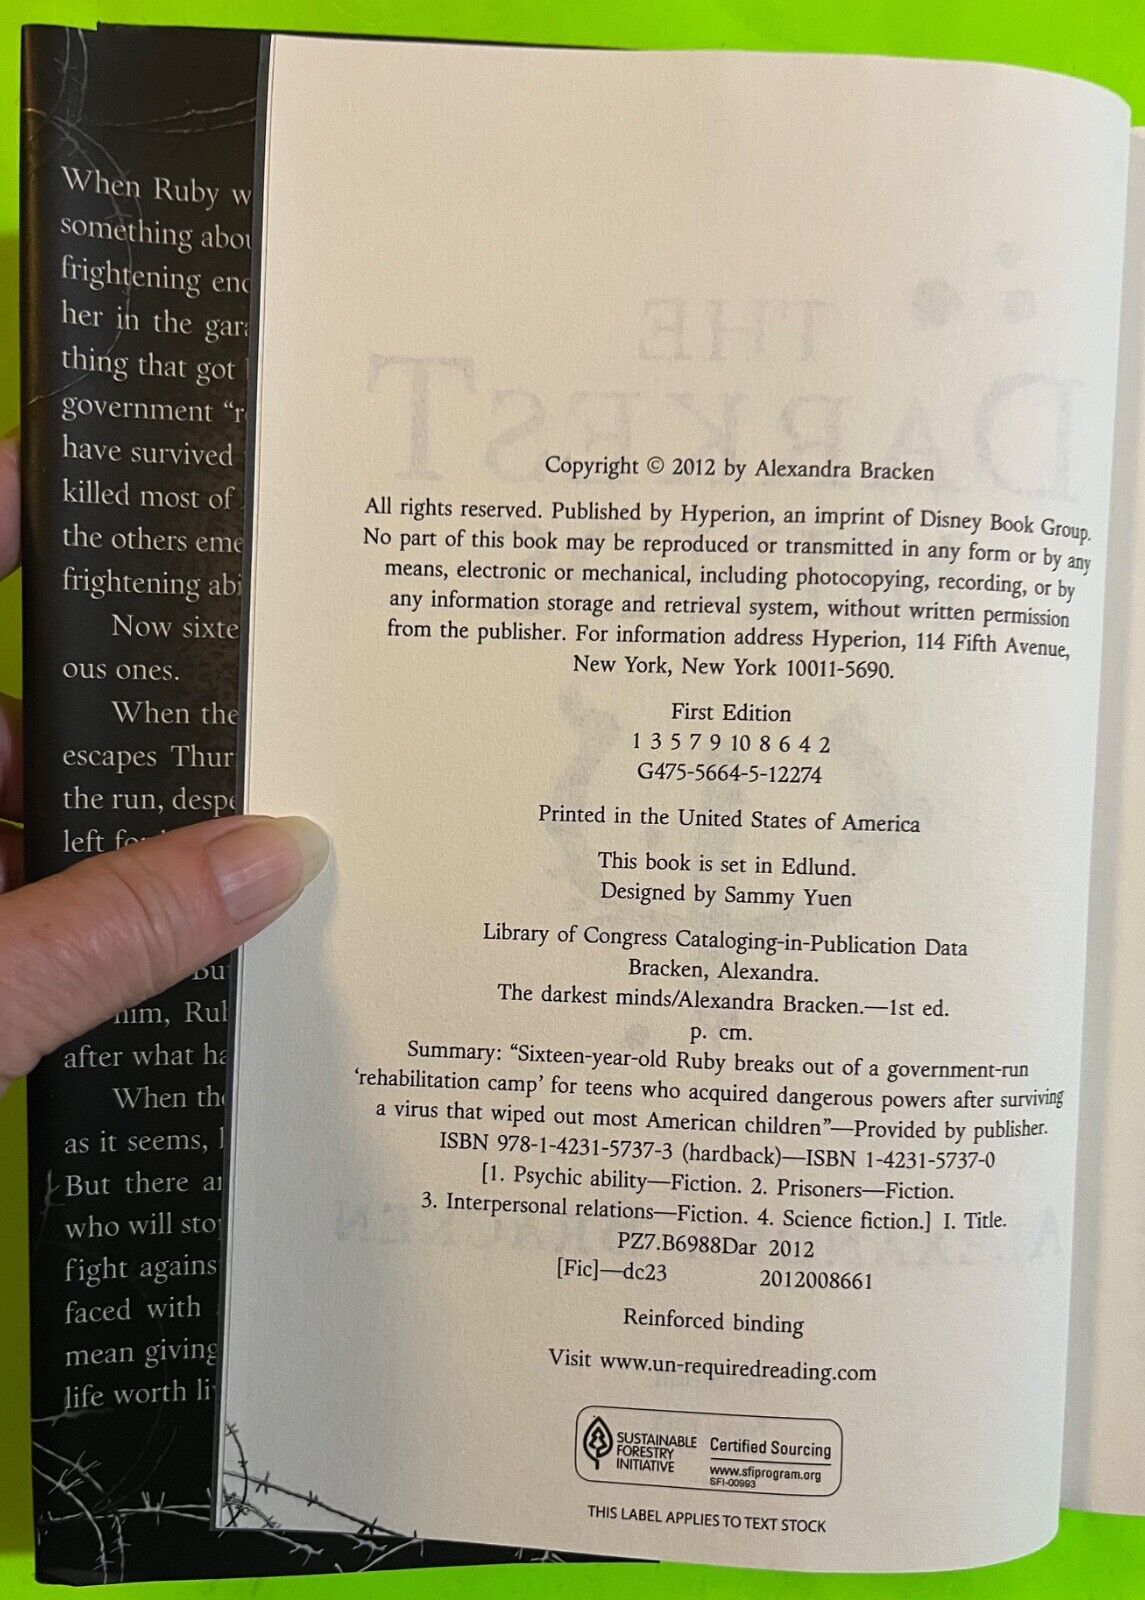 When Ruby w
something abou
frightening
her in the
thing that got
government “r
have survived
killed most of
the others eme
frightening abi
Now sixte
ous ones.
When the
escapes Thur
the run, despe
left
him, Rub
after what ha
When the
as it seems,
But there
who will stop
fight agains
faced with
mean giving
life worth li
THE
DARKEST
Copyright © 2012 by Alexandra Bracken
All rights reserved. Published by Hyperion, an imprint of Disney Book Group.
No part of this book may be reproduced or transmitted in any form or by any
means, electronic or mechanical, including photocopying, recording, or by
any information storage and retrieval system, without written permission
from the publisher. For information address Hyperion, 114 Fifth Avenue,
New York, New York 10011-5690.
First Edition
1 3 5 7 9 10 8 6 4 2
G475-5664-5-12274
Printed in the United States of America
This book is set in Edlund.
Designed by Sammy Yuen
Library of Congress Cataloging-in-Publication Data
Bracken, Alexandra.
The darkest minds/Alexandra Bracken.—1st ed.
p. cm.
Summary: “Sixteen-year-old Ruby breaks out of a government-run
‘rehabilitation camp’ for teens who acquired dangerous powers after surviving
a virus that wiped out most American children”—Provided by publisher.
ISBN 978-1-4231-5737-3 (hardback)—ISBN 1-4231-5737-0
[1. Psychic ability—Fiction. 2. Prisoners—Fiction.
3. Interpersonal relations—Fiction. 4. Science fiction.] I. Title.
PZ7.B6988Dar 2012
[Fic]—dc23 2012008661
Reinforced binding
Visit www.un-requiredreading.com
SUSTAINABLE
FORESTRY
INITIATIVE
Certified Sourcing
www.sfiprogram.org
SFI-00993
THIS LABEL APPLIES TO TEXT STOCK